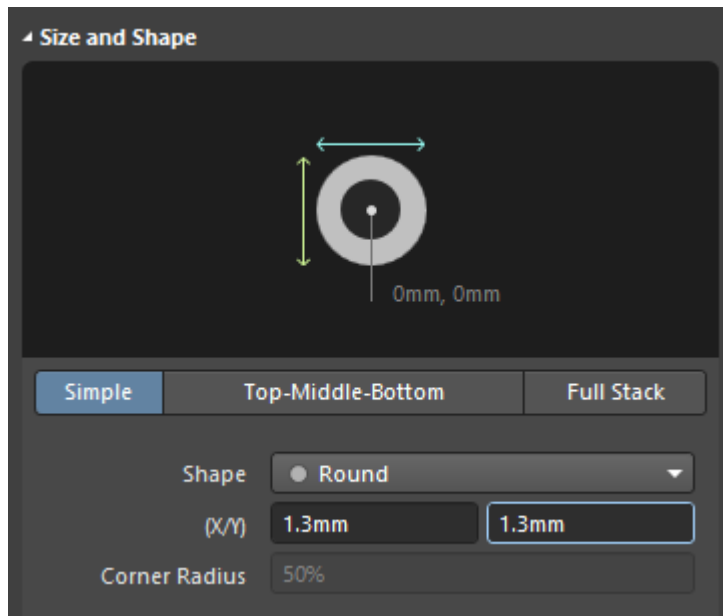 Size and Shape
0mm, 0mm
Simple Top-Middle-Bottom Full Stack
Shape Round
(X/Y) 1.3mm 1.3mm
Corner Radius 50%